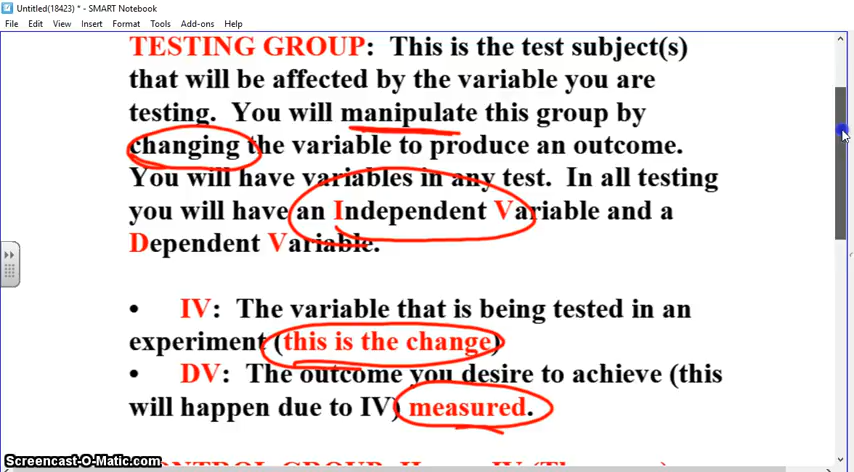 Untitled(18423) * - SMART Notebook
File Edit View Insert Format Tools Add-ons Help
TESTING GROUP: This is the test subject(s)
that will be affected by the variable you are
testing. You will manipulate this group by
changing the variable to produce an outcome.
You will have variables in any test. In all testing
you will have an Independent Variable and a
Dependent Variable.
• IV: The variable that is being tested in an
experiment (this is the change)
• DV: The outcome you desire to achieve (this
will happen due to IV) measured.
Screencast-O-Matic.com